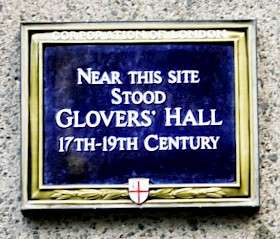 CORPORATION OF LONDON
NEAR THIS SITE
STOOD
GLOVERS' HALL
17TH-19TH CENTURY